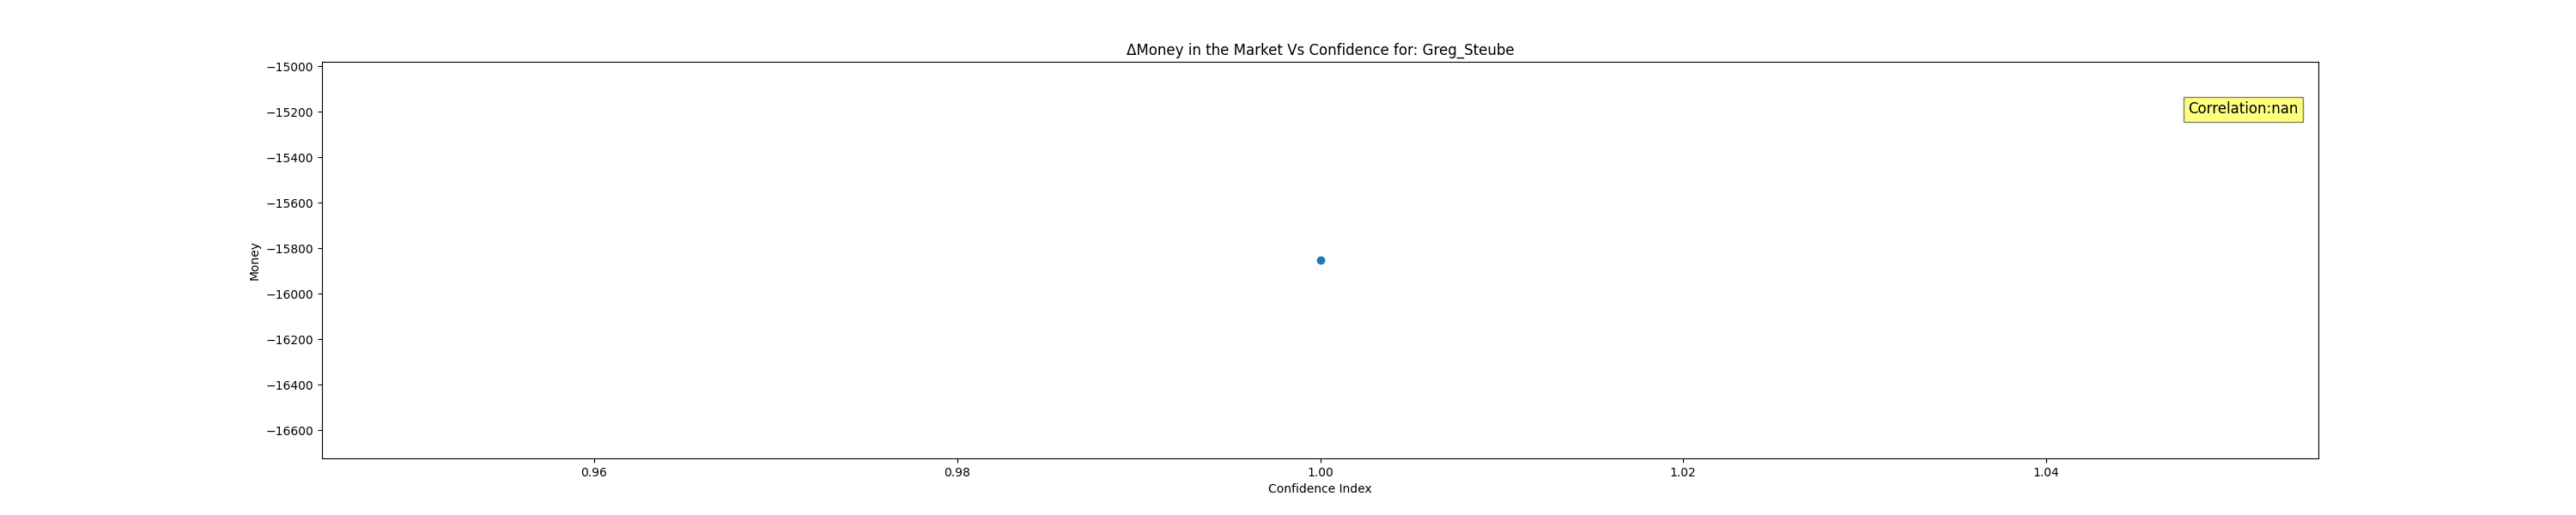 ΔMoney in the Market Vs Confidence for: Greg_Steube
−15000
−15200
Correlation:nan
−15400
−15600
−15800
Money
−16000
−16200
−16400
−16600
0.96 0.98 1.00 1.02 1.04
Confidence Index